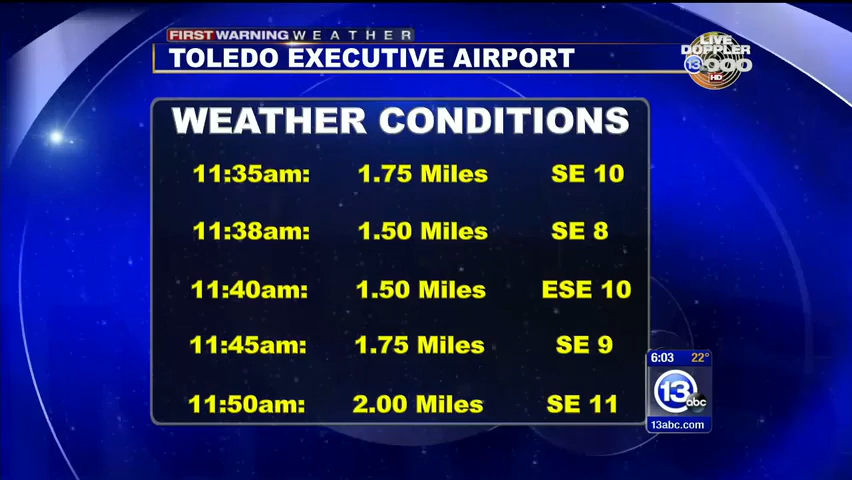 FIRST WARNING WEATHER
TOLEDO EXECUTIVE AIRPORT
LIVE
DOPPLER
13000
HD
WEATHER CONDITIONS
11:35am: 1.75 Miles SE 10
11:38am: 1.50 Miles SE 8
11:40am: 1.50 Miles ESE 10
11:45am: 1.75 Miles SE 9
11:50am: 2.00 Miles SE 11
6:03 22°
13 abc
13abc.com